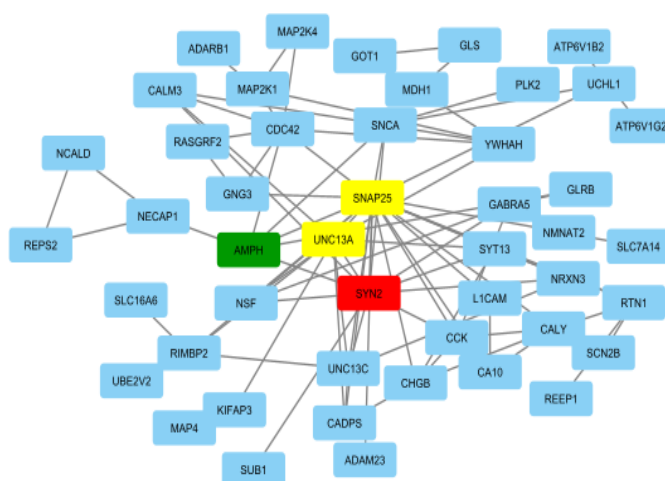 MAP2K4
ADARB1
GOT1
GLS
ATP6V1B2
CALM3
MAP2K1
MDH1
PLK2
UCHL1
RASGRF2
CDC42
SNCA
YWHAH
ATP6V1G2
NCALD
GNG3
SNAP25
GABRA5
GLRB
NECAP1
REPS2
AMPH
UNC13A
SYT13
NMNAT2
SLC7A14
SLC16A6
NSF
SYN2
L1CAM
NRXN3
RTN1
RIMBP2
UNC13C
CCK
CALY
SCN2B
UBE2V2
CHGB
CA10
REEP1
MAP4
KIFAP3
CADPS
SUB1
ADAM23